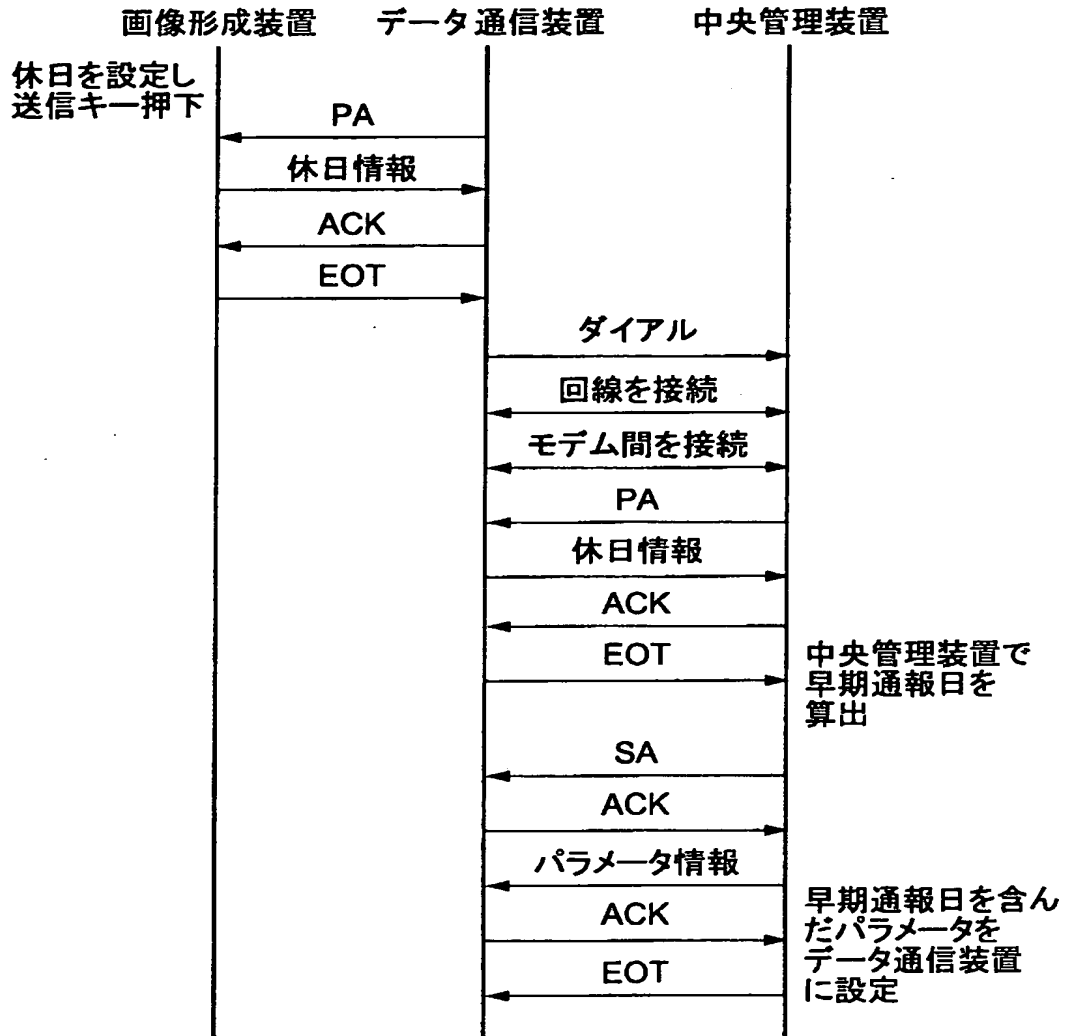 画像形成装置
データ通信装置
中央管理装置
休日を設定し
送信キー押下
PA
休日情報
ACK
EOT
ダイアル
回線を接続
モデム間を接続
PA
休日情報
ACK
EOT
中央管理装置で
早期通報日を
算出
SA
ACK
パラメータ情報
早期通報日を含ん
だパラメータを
データ通信装置
に設定
ACK
EOT